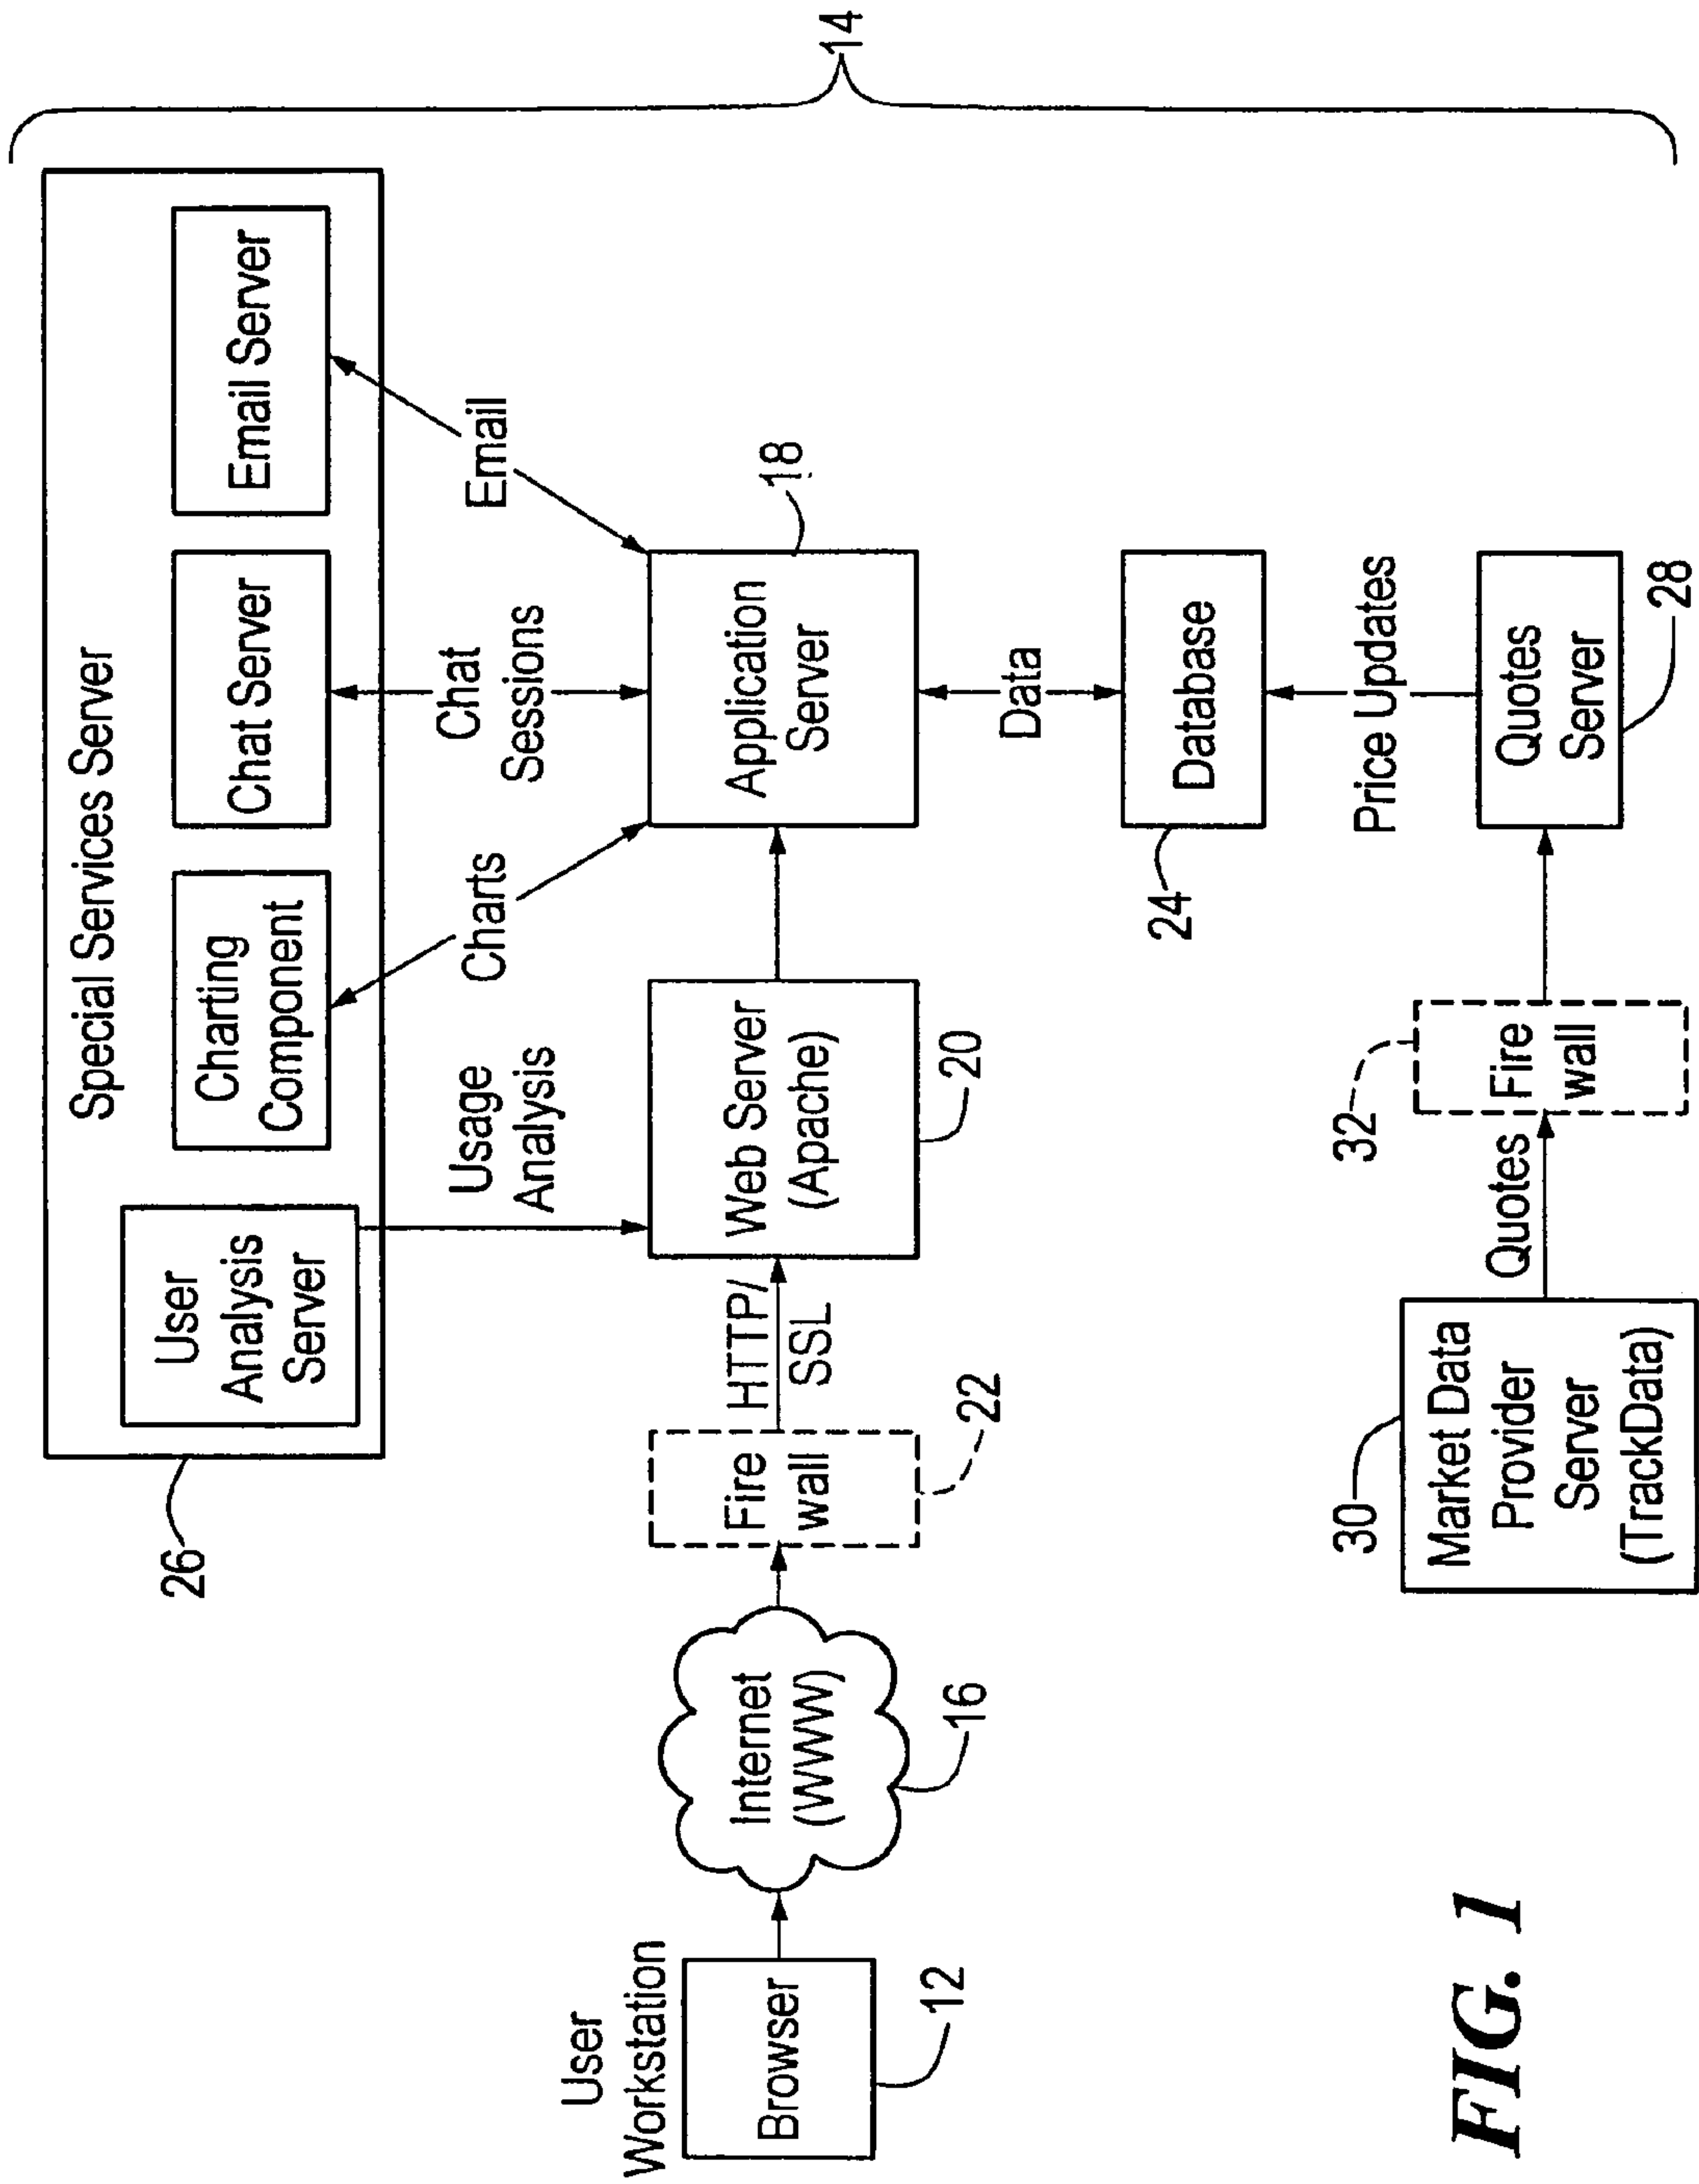 Special Services Server
26
User
Analysis
Server
Charting
Component
Chat Server
Email Server
14
Usage
Analysis
Charts
Chat
Sessions
Email
User
Workstation
Browser
12
Internet
(WWW)
16
Fire
wall
22
HTTP/
SSL
Web Server
(Apache)
20
Application
Server
18
Data
24
Database
Price Updates
30
Market Data
Provider
Server
(TrackData)
Quotes
32
Fire
wall
Quotes
Server
28
FIG. 1